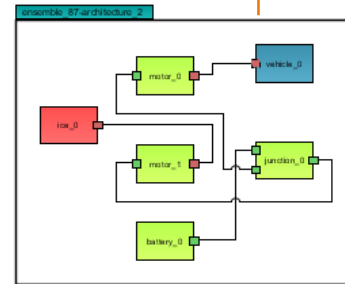 ensemble_87-architecture_2
motor_0
vehicle_0
ice_0
motor_1
junction_0
battery_0